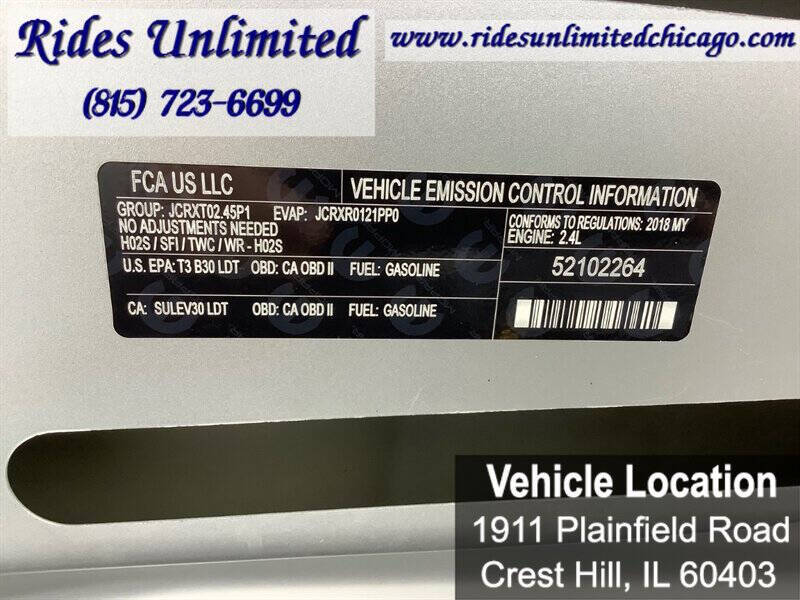 Rides Unlimited
(815) 723-6699
www.ridesunlimitedchicago.com
FCA US LLC
VEHICLE EMISSION CONTROL INFORMATION
GROUP: JCRXT02.45P1 EVAP: JCRXR0121PP0
NO ADJUSTMENTS NEEDED
H02S / SFI / TWC / WR - H02S
CONFORMS TO REGULATIONS: 2018 MY
ENGINE: 2.4L
U.S. EPA: T3 B30 LDT OBD: CA OBD II FUEL: GASOLINE
52102264
CA: SULEV30 LDT OBD: CA OBD II FUEL: GASOLINE
Vehicle Location
1911 Plainfield Road
Crest Hill, IL 60403